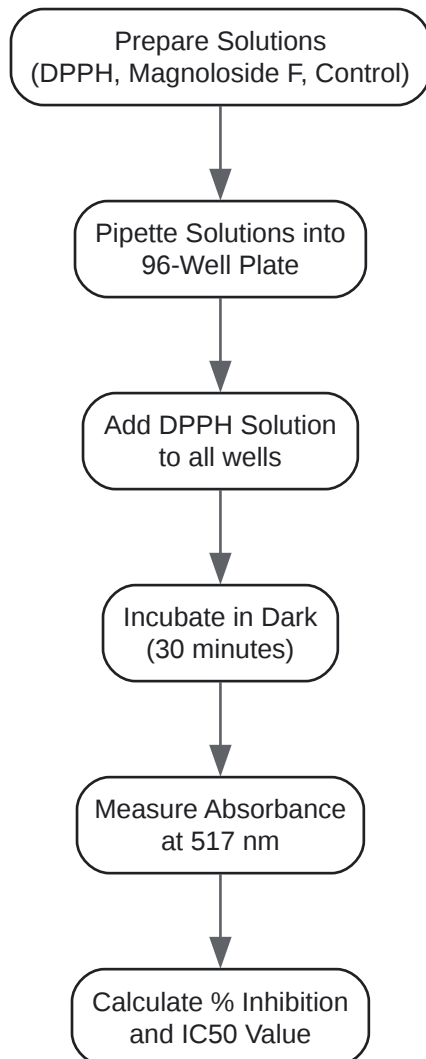 Prepare Solutions
(DPPH, Magnoloside F, Control)
Pipette Solutions into
96-Well Plate
Add DPPH Solution
to all wells
Incubate in Dark
(30 minutes)
Measure Absorbance
at 517 nm
Calculate % Inhibition
and IC50 Value